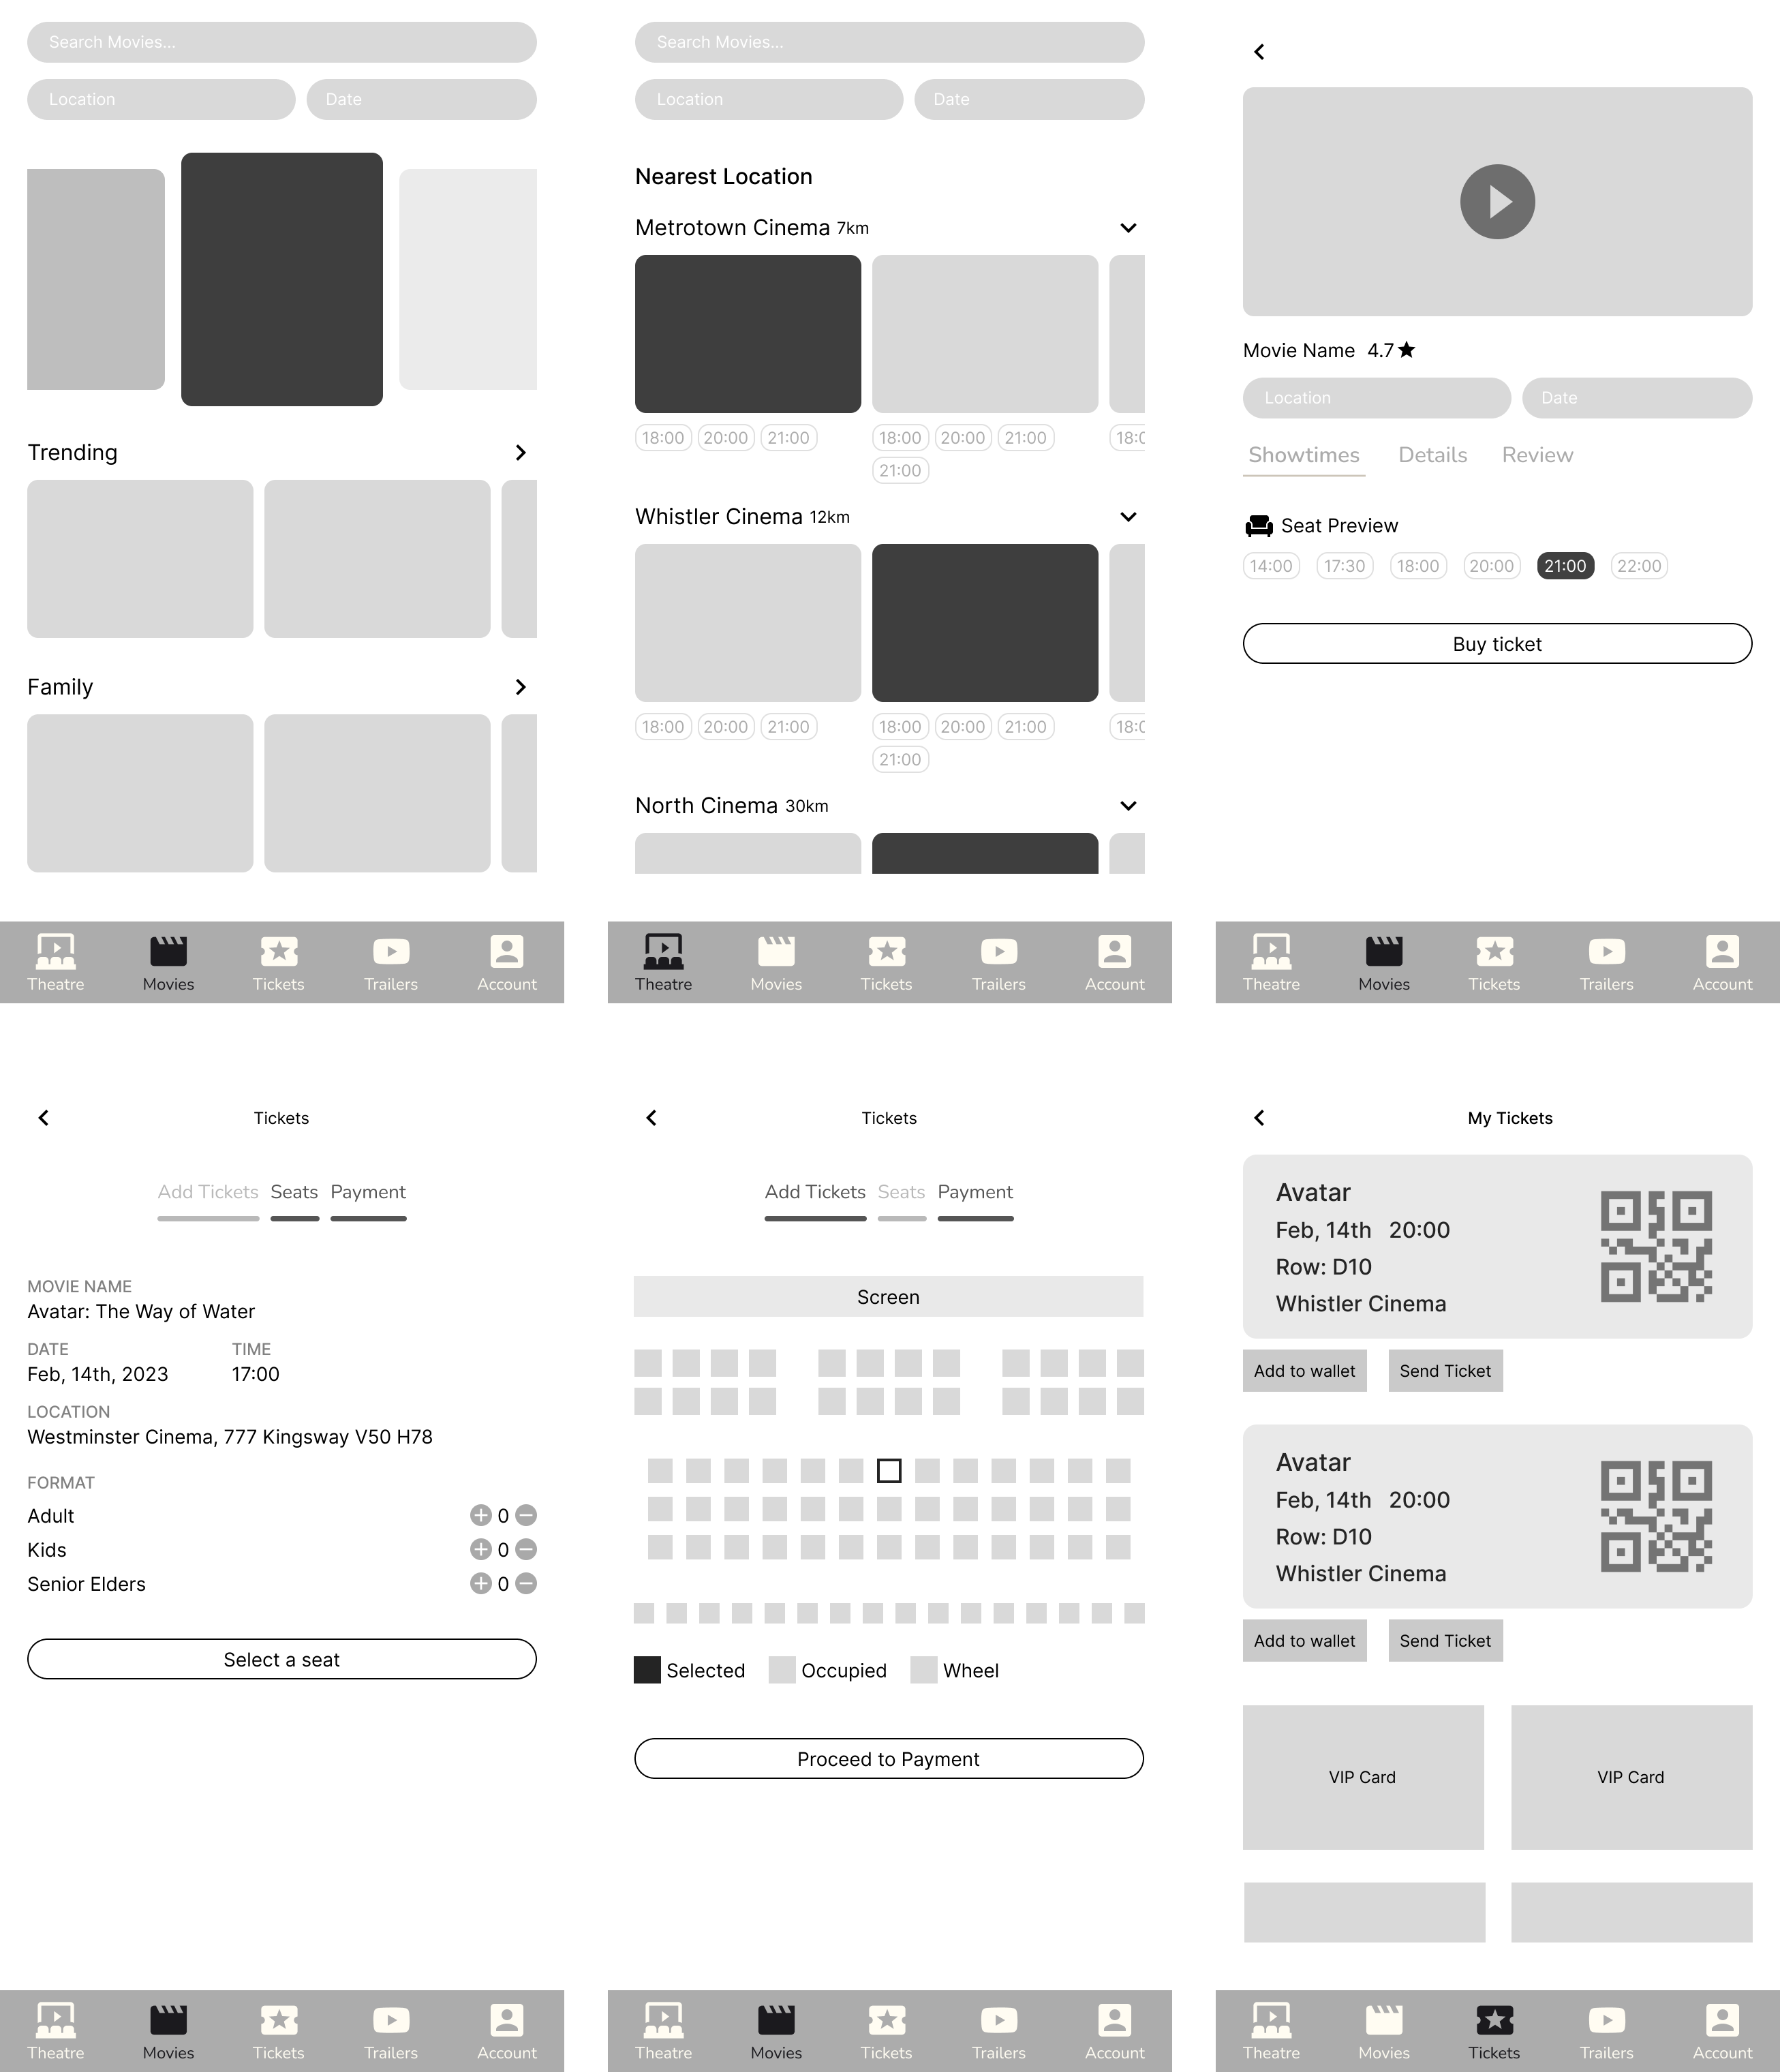 Search Movies...
Location Date
Trending
Family
Theatre Movies Tickets Trailers Account
Search Movies...
Location Date
Nearest Location
Metrotown Cinema 7km
18:00 20:00 21:00 18:00 20:00 21:00 18:0
21:00
Whistler Cinema 12km
18:00 20:00 21:00 18:00 20:00 21:00 18:0
21:00
North Cinema 30km
Theatre Movies Tickets Trailers Account
Movie Name 4.7
Location Date
Showtimes Details Review
Seat Preview
14:00 17:30 18:00 20:00 21:00 22:00
Buy ticket
Theatre Movies Tickets Trailers Account
Tickets
Add Tickets Seats Payment
MOVIE NAME
Avatar: The Way of Water
DATE TIME
Feb, 14th, 2023 17:00
LOCATION
Westminster Cinema, 777 Kingsway V50 H78
FORMAT
Adult 0
Kids 0
Senior Elders 0
Select a seat
Theatre Movies Tickets Trailers Account
Tickets
Add Tickets Seats Payment
Screen
Selected Occupied Wheel
Proceed to Payment
Theatre Movies Tickets Trailers Account
My Tickets
Avatar
Feb, 14th 20:00
Row: D10
Whistler Cinema
Add to wallet Send Ticket
Avatar
Feb, 14th 20:00
Row: D10
Whistler Cinema
Add to wallet Send Ticket
VIP Card VIP Card
Theatre Movies Tickets Trailers Account